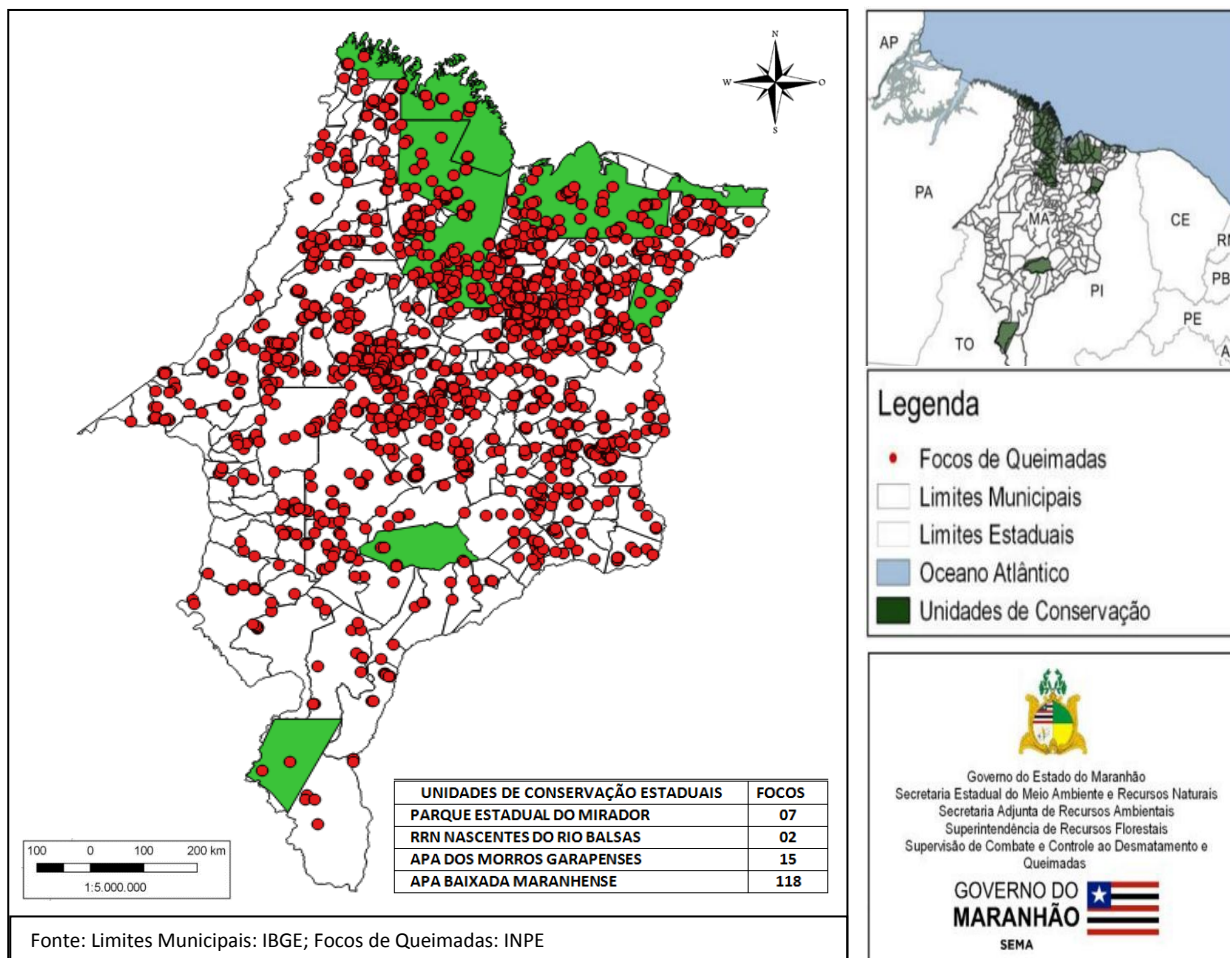 N
W
O
S
UNIDADES DE CONSERVAÇÃO ESTADUAIS FOCOS
PARQUE ESTADUAL DO MIRADOR 07
RRN NASCENTES DO RIO BALSAS 02
APA DOS MORROS GARAPENSES 15
APA BAIXADA MARANHENSE 118
100 0 100 200 km
1:5.000.000
Fonte: Limites Municipais: IBGE; Focos de Queimadas: INPE
AP
PA
MA
CE
RN
PB
PI
PE
TO
A
Legenda
Focos de Queimadas
Limites Municipais
Limites Estaduais
Oceano Atlântico
Unidades de Conservação
Governo do Estado do Maranhão
Secretaria Estadual do Meio Ambiente e Recursos Naturais
Secretaria Adjunta de Recursos Ambientais
Superintendência de Recursos Florestais
Supervisão de Combate e Controle ao Desmatamento e
Queimadas
GOVERNO DO
MARANHÃO
SEMA